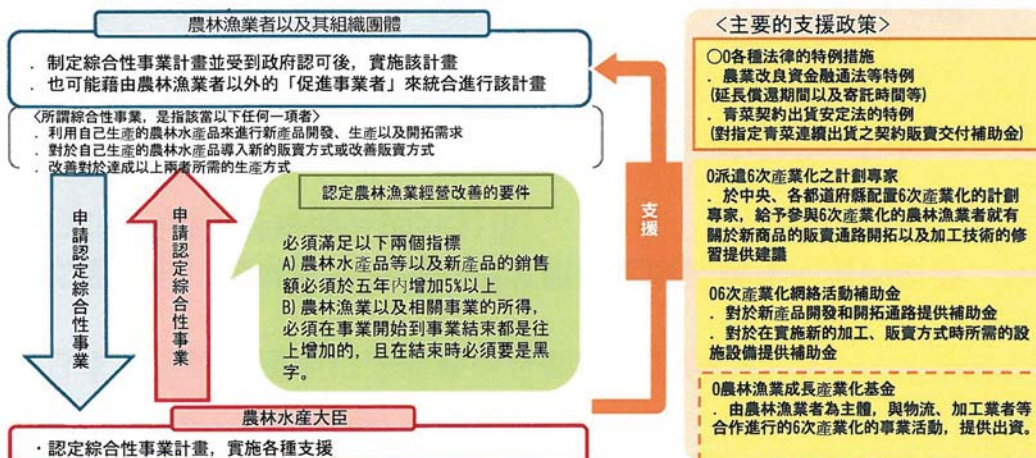 農林漁業者以及其組織團體
．制定綜合性事業計畫並受到政府認可後，實施該計畫
．也可能藉由農林漁業者以外的「促進事業者」來統合進行該計畫
〈所謂綜合性事業，是指該當以下任何一項者〉
．利用自己生產的農林水產品來進行新產品開發、生產以及開拓需求
．對於自己生產的農林水產品導入新的販賣方式或改善販賣方式
．改善對於達成以上兩者所需的生產方式
申請認定綜合性事業
申請認定綜合性事業
認定農林漁業經營改善的要件
必須滿足以下兩個指標
A) 農林水產品等以及新產品的銷售
額必須於五年内增加5%以上
B) 農林漁業以及相關事業的所得，
必須在事業開始到事業結束都是往
上增加的，且在結束時必須要是黑
字。
農林水産大臣
・認定綜合性事業計畫，實施各種支援
支援
＜主要的支援政策＞
〇0各種法律的特例措施
．農業改良資金融通法等特例
(延長償還期間以及寄託時間等)
．青菜契約出貨安定法的特例
(對指定青菜連續出貨之契約販賣交付補助金)
0派遣6次產業化之計劃專家
．於中央、各都道府縣配置6次產業化的計劃
專家，給予參與6次產業化的農林漁業者就有
關於新商品的販賣通路開拓以及加工技術的修
習提供建議
06次產業化網絡活動補助金
．對於新產品開發和開拓通路提供補助金
．對於在實施新的加工、販賣方式時所需的設
施設備提供補助金
0農林漁業成長產業化基金
．由農林漁業者為主體，與物流、加工業者等
合作進行的6次產業化的事業活動，提供出資。